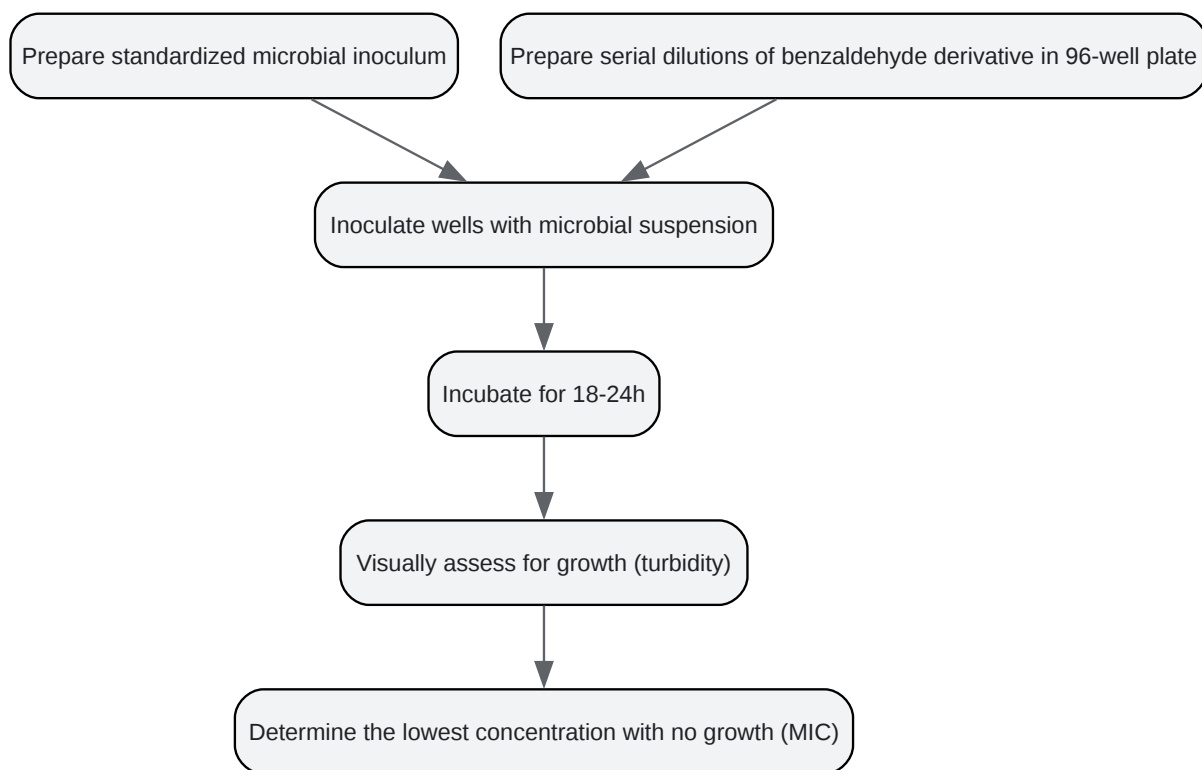 Prepare standardized microbial inoculum
Prepare serial dilutions of benzaldehyde derivative in 96-well plate
Inoculate wells with microbial suspension
Incubate for 18-24h
Visually assess for growth (turbidity)
Determine the lowest concentration with no growth (MIC)